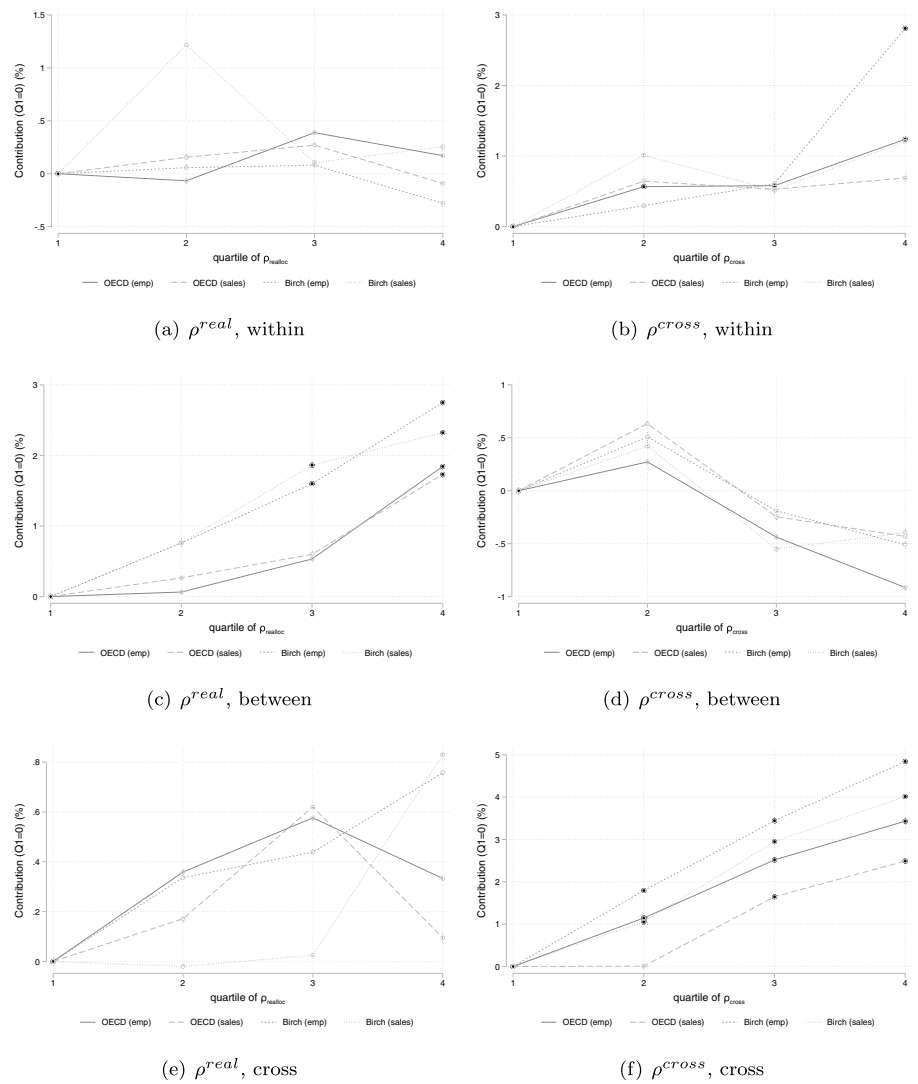 Contribution (Q1=0) (%)
1.5
1
.5
0
-.5
1 2 3 4
quartile of ρrealloc
OECD (emp) OECD (sales) Birch (emp) Birch (sales)
(a) ρ^real, within
Contribution (Q1=0) (%)
3
2
1
0
1 2 3 4
quartile of ρcross
OECD (emp) OECD (sales) Birch (emp) Birch (sales)
(b) ρ^cross, within
Contribution (Q1=0) (%)
3
2
1
0
1 2 3 4
quartile of ρrealloc
OECD (emp) OECD (sales) Birch (emp) Birch (sales)
(c) ρ^real, between
Contribution (Q1=0) (%)
1
.5
0
-.5
-1
1 2 3 4
quartile of ρcross
OECD (emp) OECD (sales) Birch (emp) Birch (sales)
(d) ρ^cross, between
Contribution (Q1=0) (%)
.8
.6
.4
.2
0
1 2 3 4
quartile of ρrealloc
OECD (emp) OECD (sales) Birch (emp) Birch (sales)
(e) ρ^real, cross
Contribution (Q1=0) (%)
5
4
3
2
1
0
1 2 3 4
quartile of ρcross
OECD (emp) OECD (sales) Birch (emp) Birch (sales)
(f) ρ^cross, cross